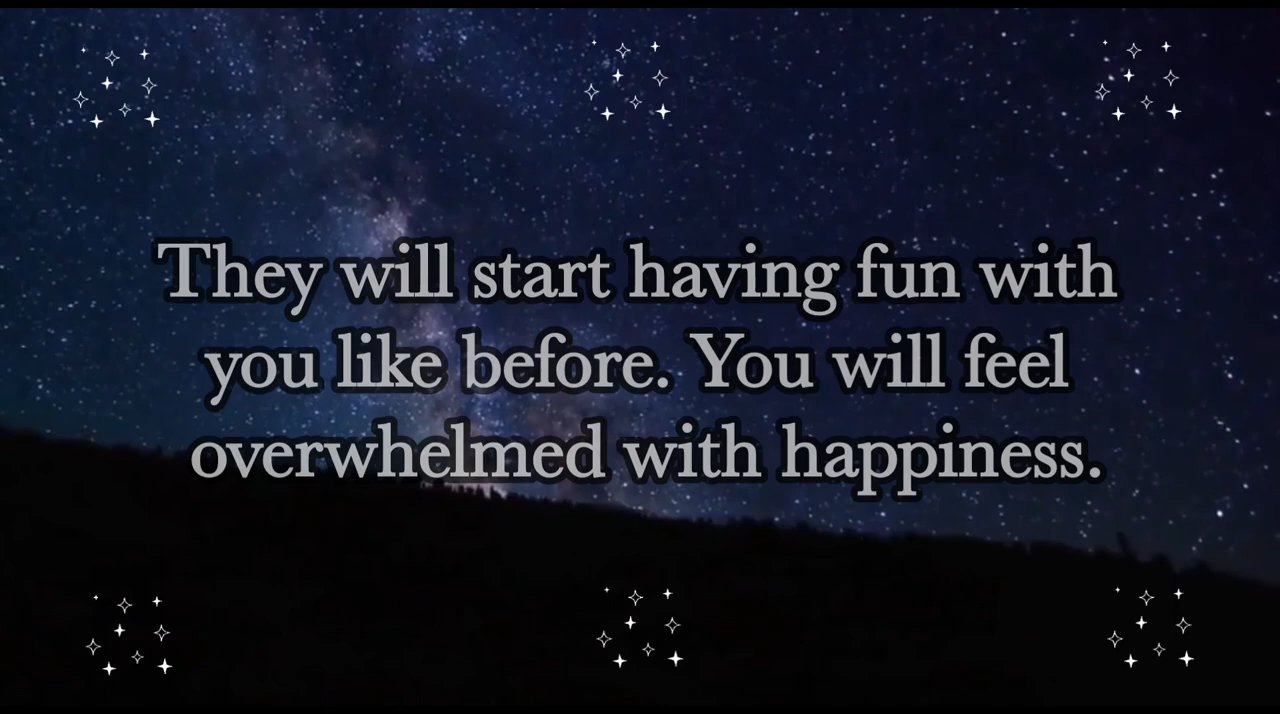 They will start having fun with
you like before. You will feel
overwhelmed with happiness.